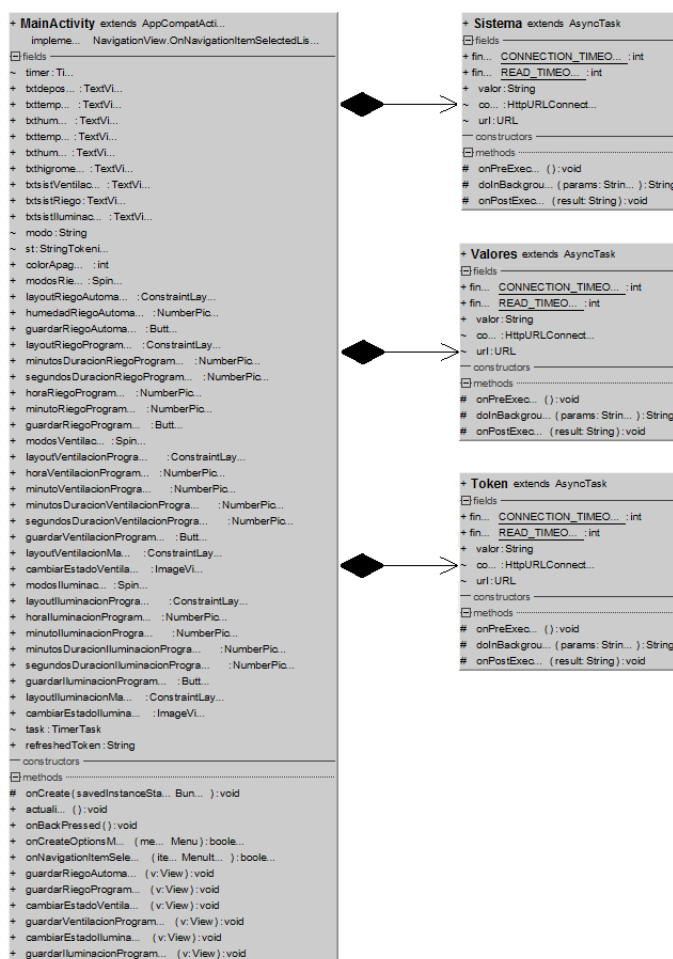 + MainActivity extends AppCompatActi...
impleme... NavigationView.OnNavigationItemSelectedLis...
fields
~ timer : Ti...
+ txtdepos... : TextVi...
+ txttemp... : TextVi...
+ txthum... : TextVi...
+ txttemp... : TextVi...
+ txthum... : TextVi...
+ txthigrome... : TextVi...
+ txtsistVentilac... : TextVi...
+ txtsistRiego : TextVi...
+ txtsistIluminac... : TextVi...
~ modo : String
~ st : StringTokeni...
+ colorApag... : int
+ modosRie... : Spin...
+ layoutRiegoAutoma... : ConstraintLay...
+ humedadRiegoAutoma... : NumberPic...
+ guardarRiegoAutoma... : Butt...
+ layoutRiegoProgram... : ConstraintLay...
+ minutosDuracionRiegoProgram... : NumberPic...
+ segundosDuracionRiegoProgram... : NumberPic...
+ horaRiegoProgram... : NumberPic...
+ minutoRiegoProgram... : NumberPic...
+ guardarRiegoProgram... : Butt...
+ modosVentilac... : Spin...
+ layoutVentilacionProgra... : ConstraintLay...
+ horaVentilacionProgram... : NumberPic...
+ minutoVentilacionProgra... : NumberPic...
+ minutosDuracionVentilacionProgra... : NumberPic...
+ segundosDuracionVentilacionProgra... : NumberPic...
+ guardarVentilacionProgram... : Butt...
+ layoutVentilacionMa... : ConstraintLay...
+ cambiarEstadoVentila... : ImageVi...
+ modosIluminac... : Spin...
+ layoutIluminacionProgra... : ConstraintLay...
+ horaIluminacionProgram... : NumberPic...
+ minutoIluminacionProgra... : NumberPic...
+ minutosDuracionIluminacionProgra... : NumberPic...
+ segundosDuracionIluminacionProgra... : NumberPic...
+ guardarIluminacionProgram... : Butt...
+ layoutIluminacionMa... : ConstraintLay...
+ cambiarEstadoIlumina... : ImageVi...
~ task : TimerTask
+ refreshedToken : String
constructors
methods
# onCreate ( savedInstanceSta... Bun... ) : void
+ actuali... () : void
+ onBackPressed () : void
+ onCreateOptionsM... ( me... Menu ) : boole...
+ onNavigationItemSele... ( ite... MenuIt... ) : boole...
+ guardarRiegoAutoma... ( v: View ) : void
+ guardarRiegoProgram... ( v: View ) : void
+ cambiarEstadoVentila... ( v: View ) : void
+ guardarVentilacionProgram... ( v: View ) : void
+ cambiarEstadoIlumina... ( v: View ) : void
+ guardarIluminacionProgram... ( v: View ) : void
+ Sistema extends AsyncTask
fields
+ fin... CONNECTION_TIMEO... : int
+ fin... READ_TIMEO... : int
+ valor : String
~ co... : HttpURLConnect...
~ url : URL
constructors
methods
# onPreExec... () : void
# doInBackgrou... ( params: Strin... ) : String
# onPostExec... ( result: String ) : void
+ Valores extends AsyncTask
fields
+ fin... CONNECTION_TIMEO... : int
+ fin... READ_TIMEO... : int
+ valor : String
~ co... : HttpURLConnect...
~ url : URL
constructors
methods
# onPreExec... () : void
# doInBackgrou... ( params: Strin... ) : String
# onPostExec... ( result: String ) : void
+ Token extends AsyncTask
fields
+ fin... CONNECTION_TIMEO... : int
+ fin... READ_TIMEO... : int
+ valor : String
~ co... : HttpURLConnect...
~ url : URL
constructors
methods
# onPreExec... () : void
# doInBackgrou... ( params: Strin... ) : String
# onPostExec... ( result: String ) : void